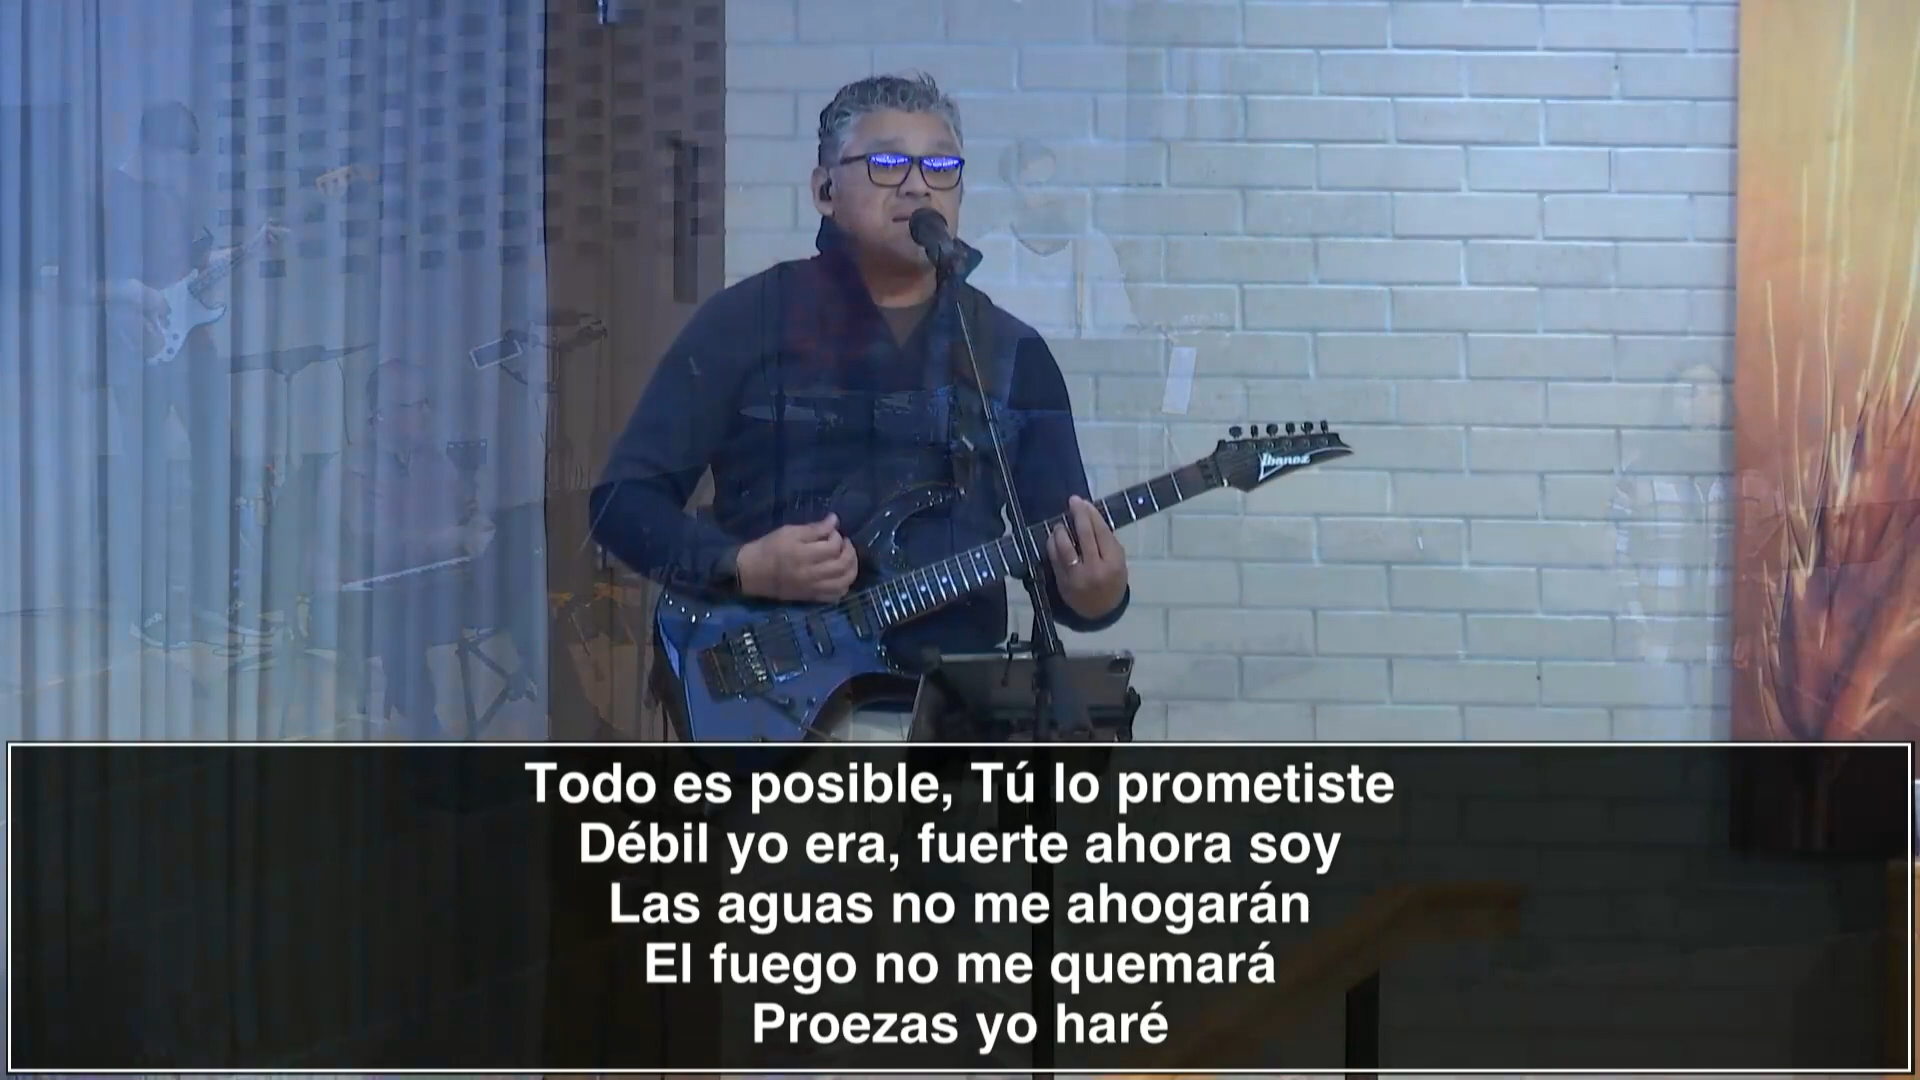 Ibanez
Todo es posible, Tú lo prometiste
Débil yo era, fuerte ahora soy
Las aguas no me ahogarán
El fuego no me quemará
Proezas yo haré